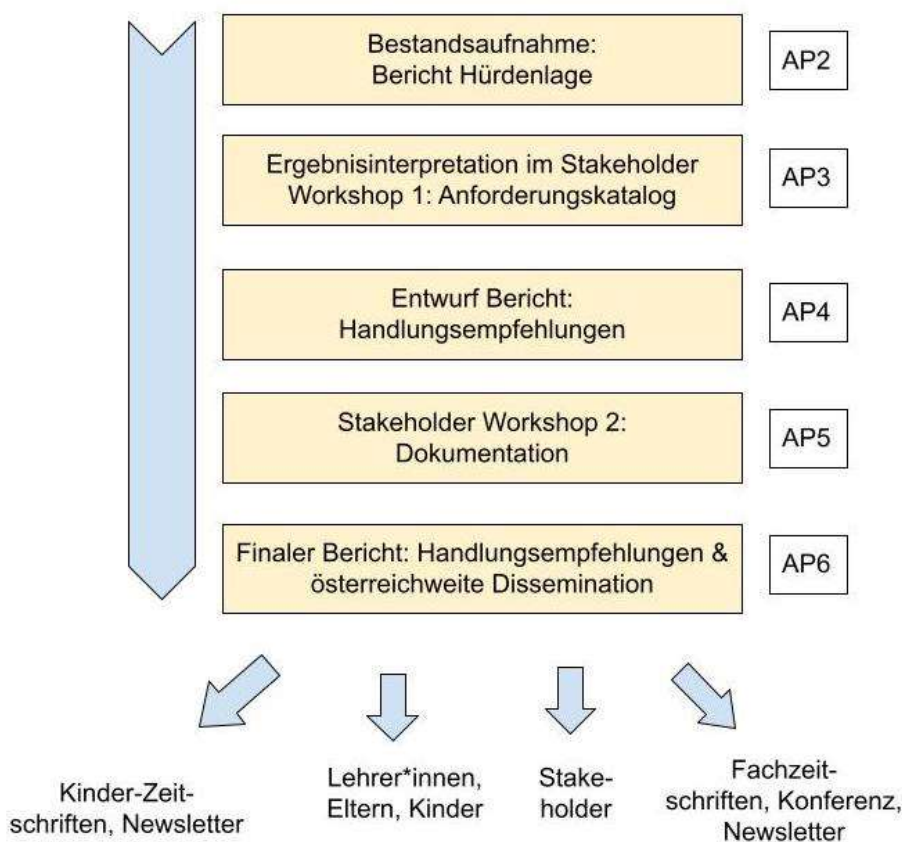 Bestandsaufnahme:
Bericht Hürdenlage
AP2
Ergebnisinterpretation im Stakeholder
Workshop 1: Anforderungskatalog
AP3
Entwurf Bericht:
Handlungsempfehlungen
AP4
Stakeholder Workshop 2:
Dokumentation
AP5
Finaler Bericht: Handlungsempfehlungen &
österreichweite Dissemination
AP6
Kinder-Zeit-
schriften, Newsletter
Lehrer*innen,
Eltern, Kinder
Stake-
holder
Fachzeit-
schriften, Konferenz,
Newsletter